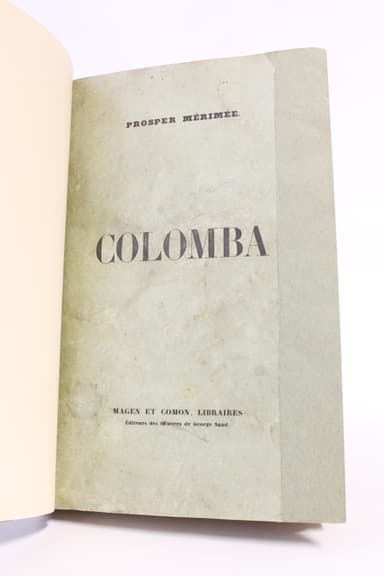 PROSPER MÉRIMÉE.
COLOMBA
MAGEN ET COMON, LIBRAIRES
Éditeurs des Œuvres de George Sand